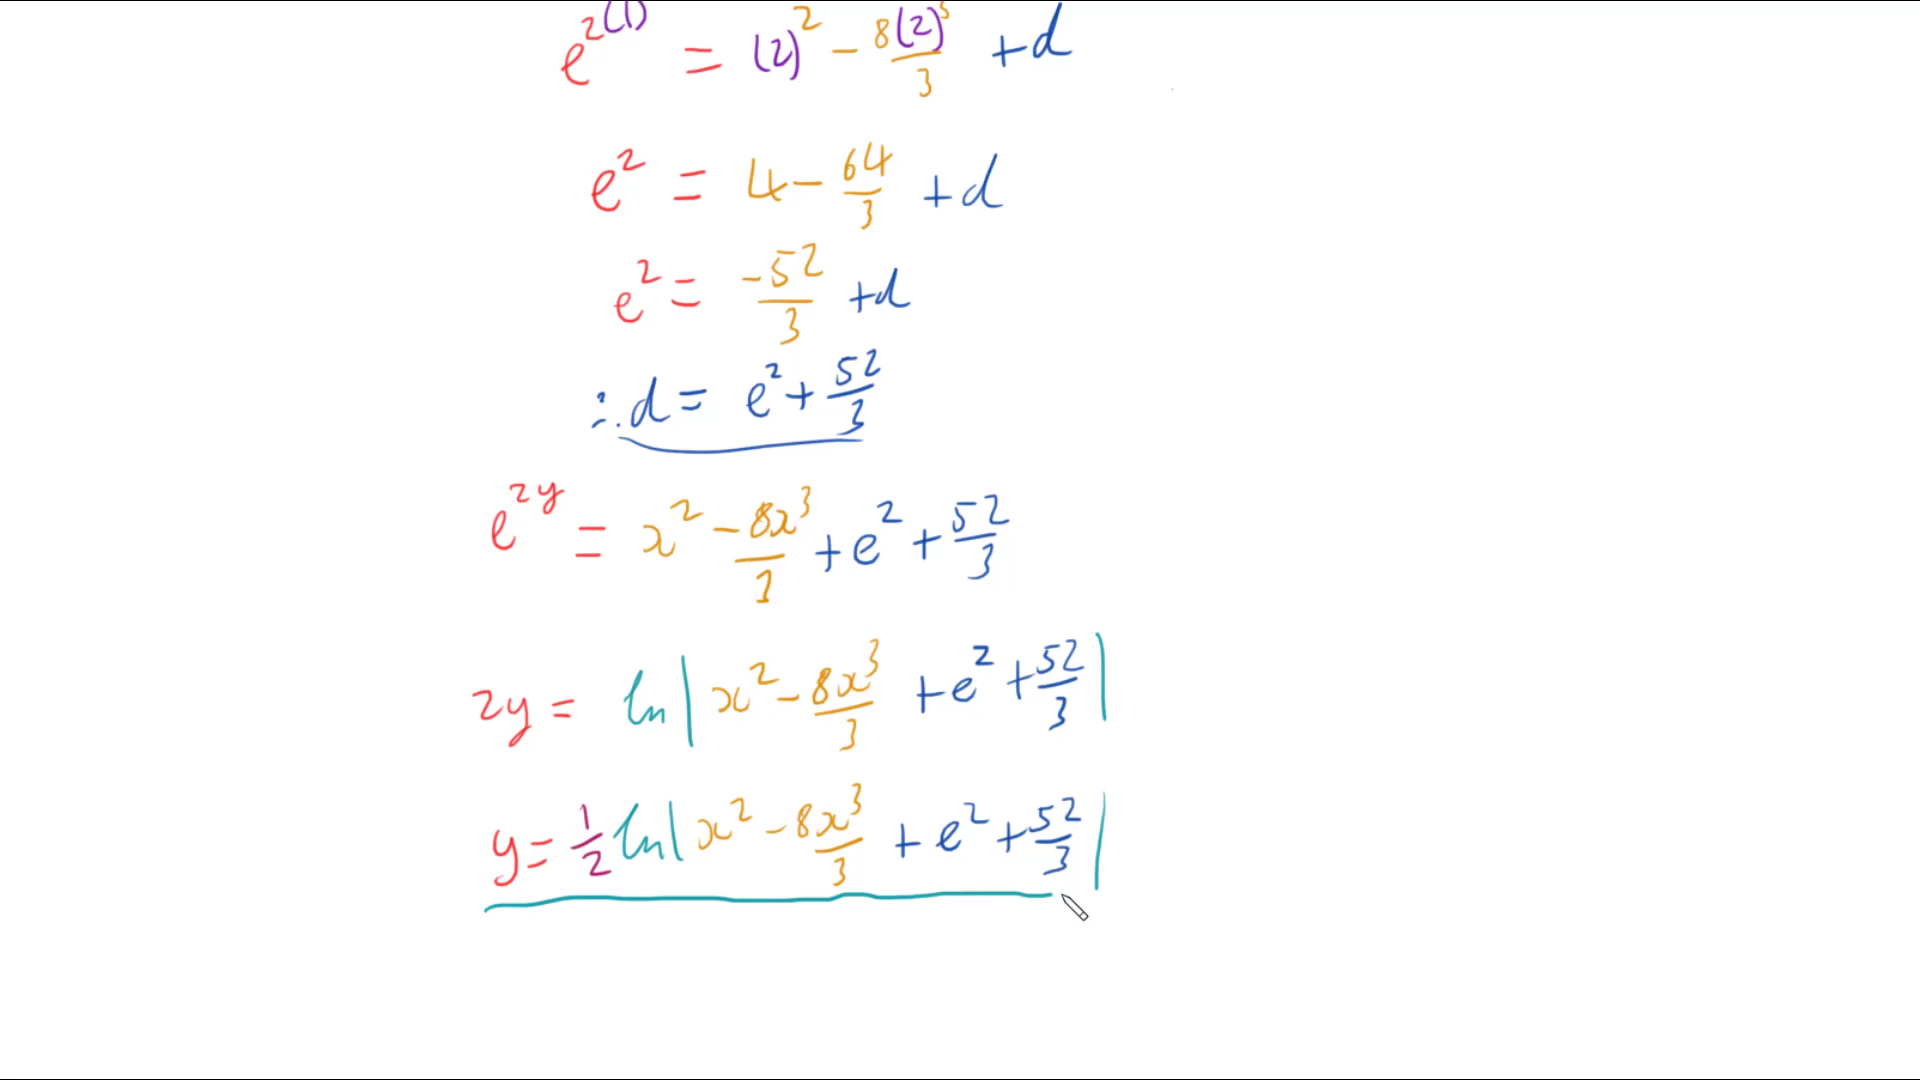 e^{2(1)} = (2)^2 - 8(2)^3/3 + d
e^2 = 4 - 64/3 + d
e^2 = -52/3 + d
∴ d = e^2 + 52/3
e^{2y} = x^2 - 8x^3/3 + e^2 + 52/3
2y = ln|x^2 - 8x^3/3 + e^2 + 52/3|
y = 1/2 ln|x^2 - 8x^3/3 + e^2 + 52/3|